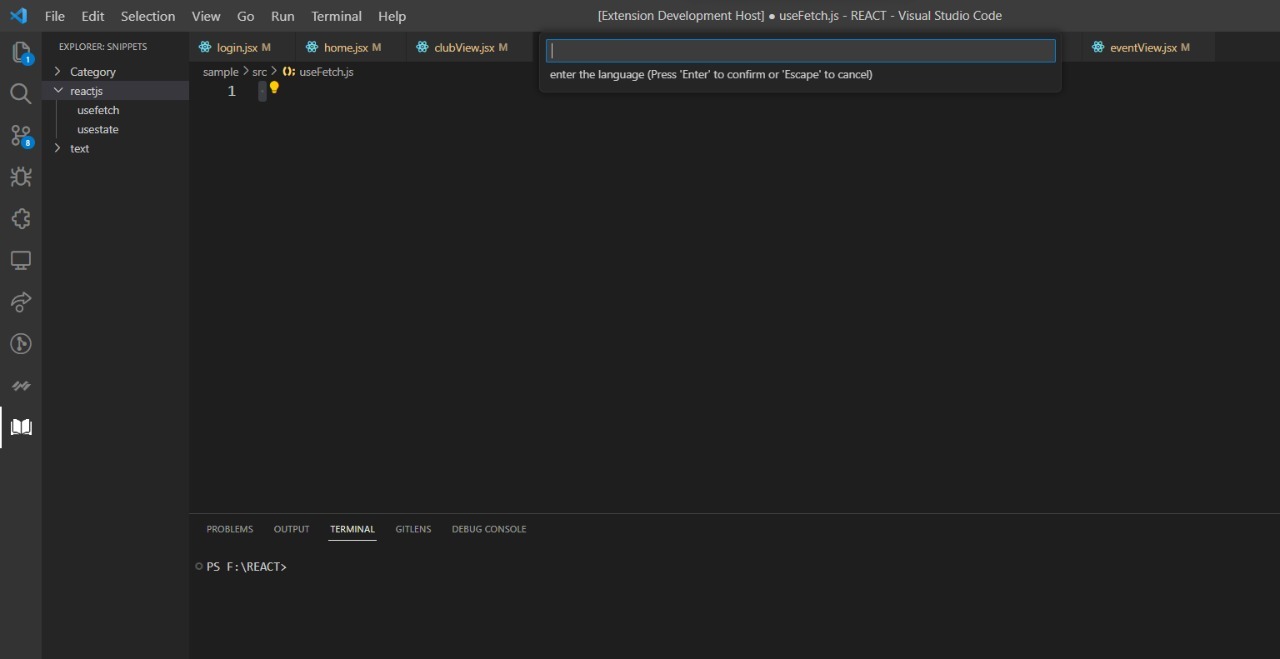 File Edit Selection View Go Run Terminal Help [Extension Development Host] ● useFetch.js - REACT - Visual Studio Code
EXPLORER: SNIPPETS
login.jsx M home.jsx M clubView.jsx M eventView.jsx M
enter the language (Press 'Enter' to confirm or 'Escape' to cancel)
Category
sample > src > useFetch.js
reactjs
1
usefetch
usestate
text
1
8
PROBLEMS OUTPUT TERMINAL GITLENS DEBUG CONSOLE
PS F:\REACT>